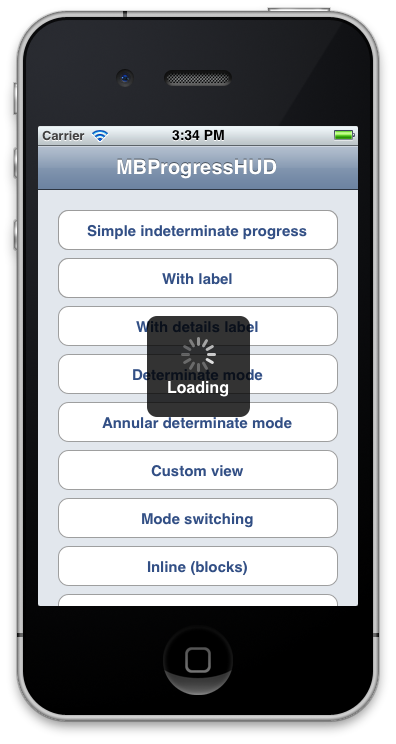 Carrier 3:34 PM
MBProgressHUD
Simple indeterminate progress
With label
With details label
Determinate mode
Loading
Annular determinate mode
Custom view
Mode switching
Inline (blocks)